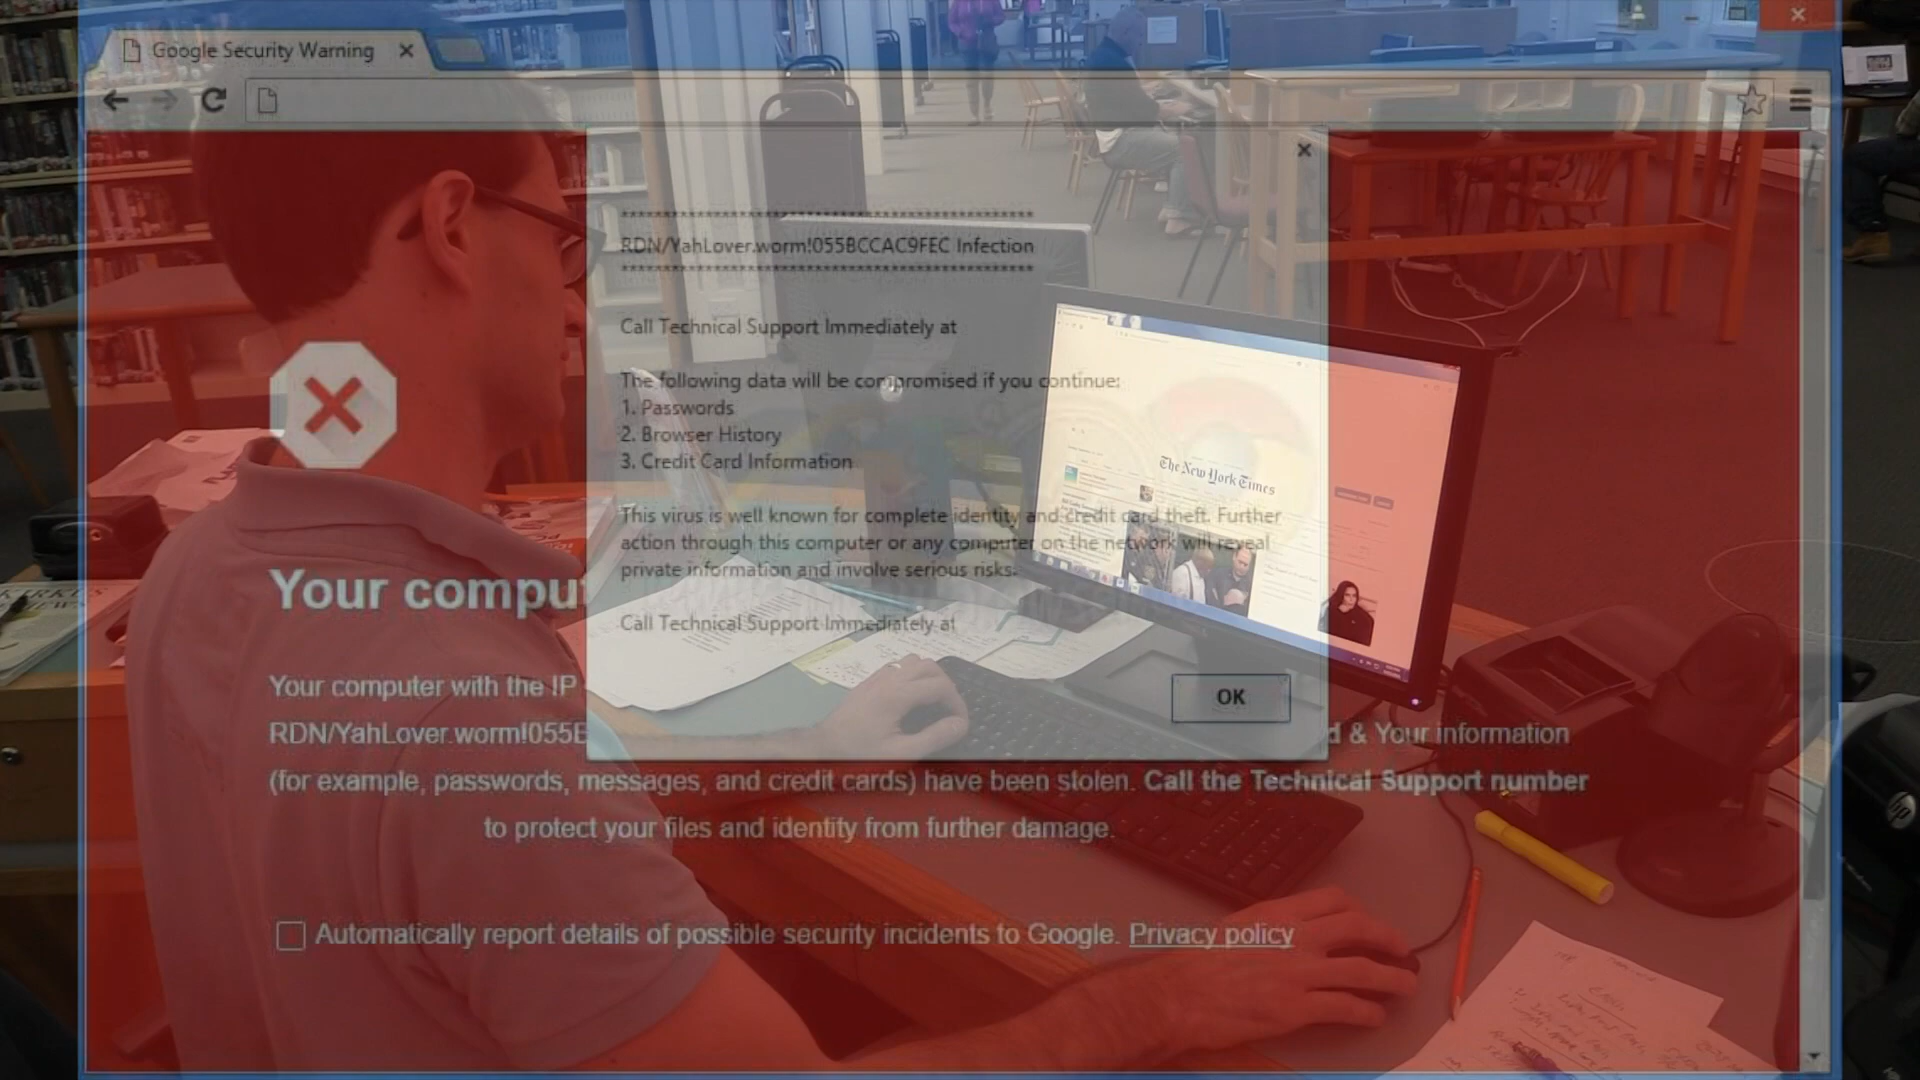 Google Security Warning
********************************************
RDN/YahLover.worm!055BCCAC9FEC Infection
********************************************
Call Technical Support Immediately at
The following data will be compromised if you continue:
1. Passwords
2. Browser History
3. Credit Card Information
This virus is well known for complete identity and credit card theft. Further
action through this computer or any computer on the network will reveal
private information and involve serious risks.
Call Technical Support Immediately at
OK
The New York Times
Your comput
Your computer with the IP
RDN/YahLover.worm!055B d & Your information
(for example, passwords, messages, and credit cards) have been stolen. Call the Technical Support number
to protect your files and identity from further damage.
Automatically report details of possible security incidents to Google. Privacy policy